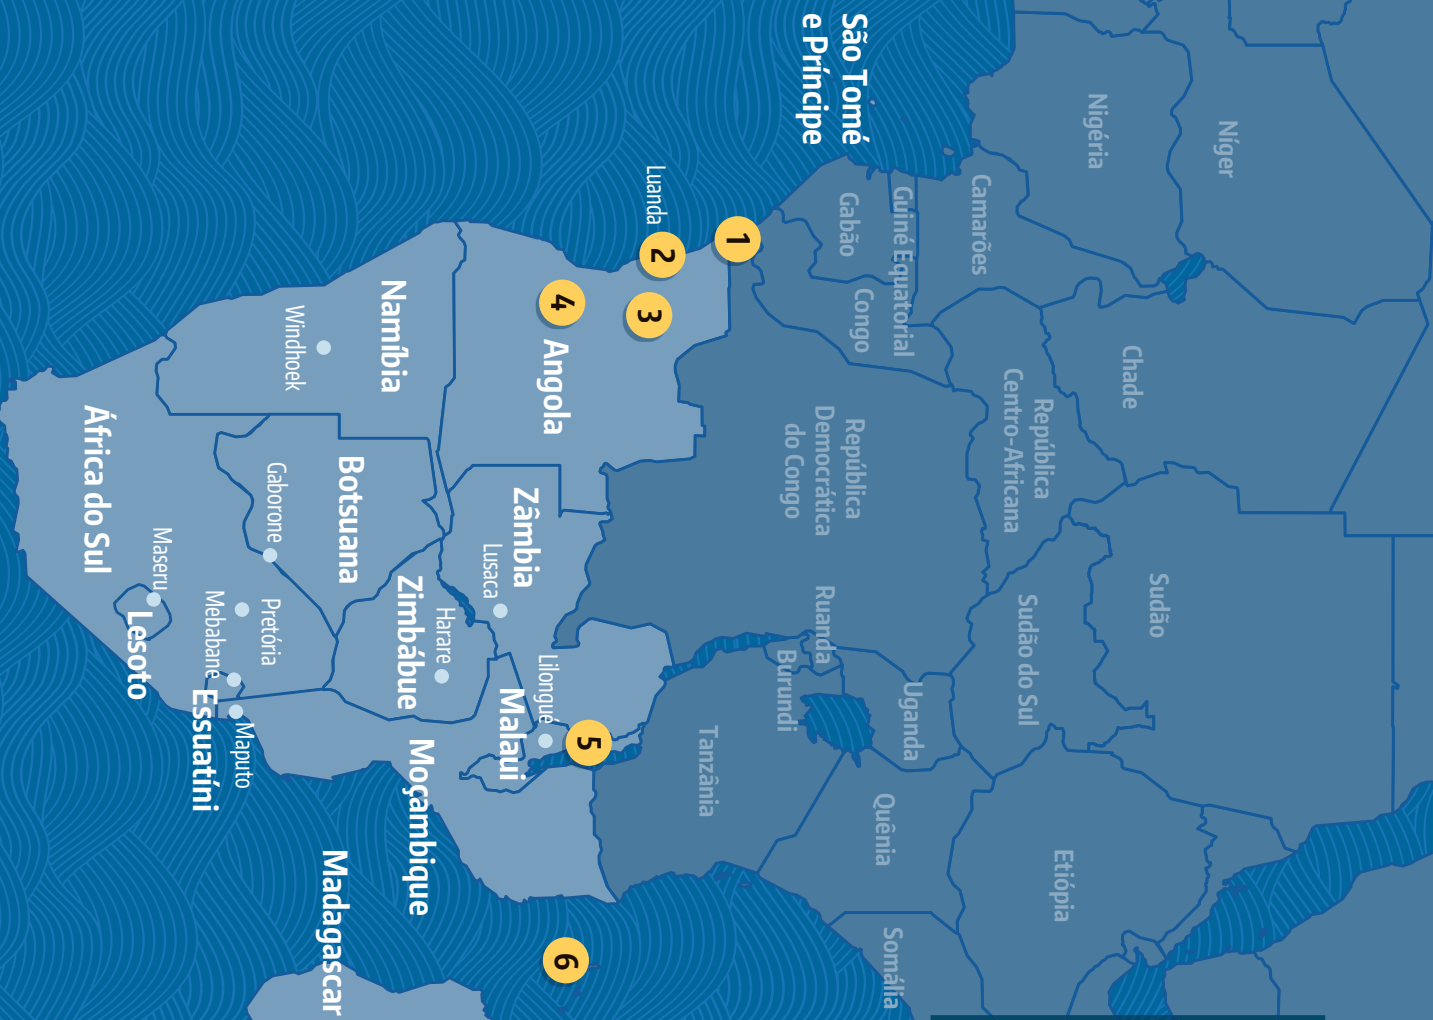 Níger
Nigéria
Chade
Sudão
Camarões
República
Centro-Africana
Sudão do Sul
Etiópia
São Tomé
e Príncipe
Guiné Equatorial
Gabão
Congo
República
Democrática
do Congo
Ruanda
Burundi
Uganda
Quênia
Somália
Tanzânia
1
Luanda
2
3
4
Angola
5
6
Zâmbia
Lusaca
Lilongué
Malaui
Namíbia
Windhoek
Botsuana
Gaborone
Zimbábue
Harare
Moçambique
Madagascar
Pretória
Mebabane
Maputo
Essuatíni
Maseru
Lesoto
África do Sul